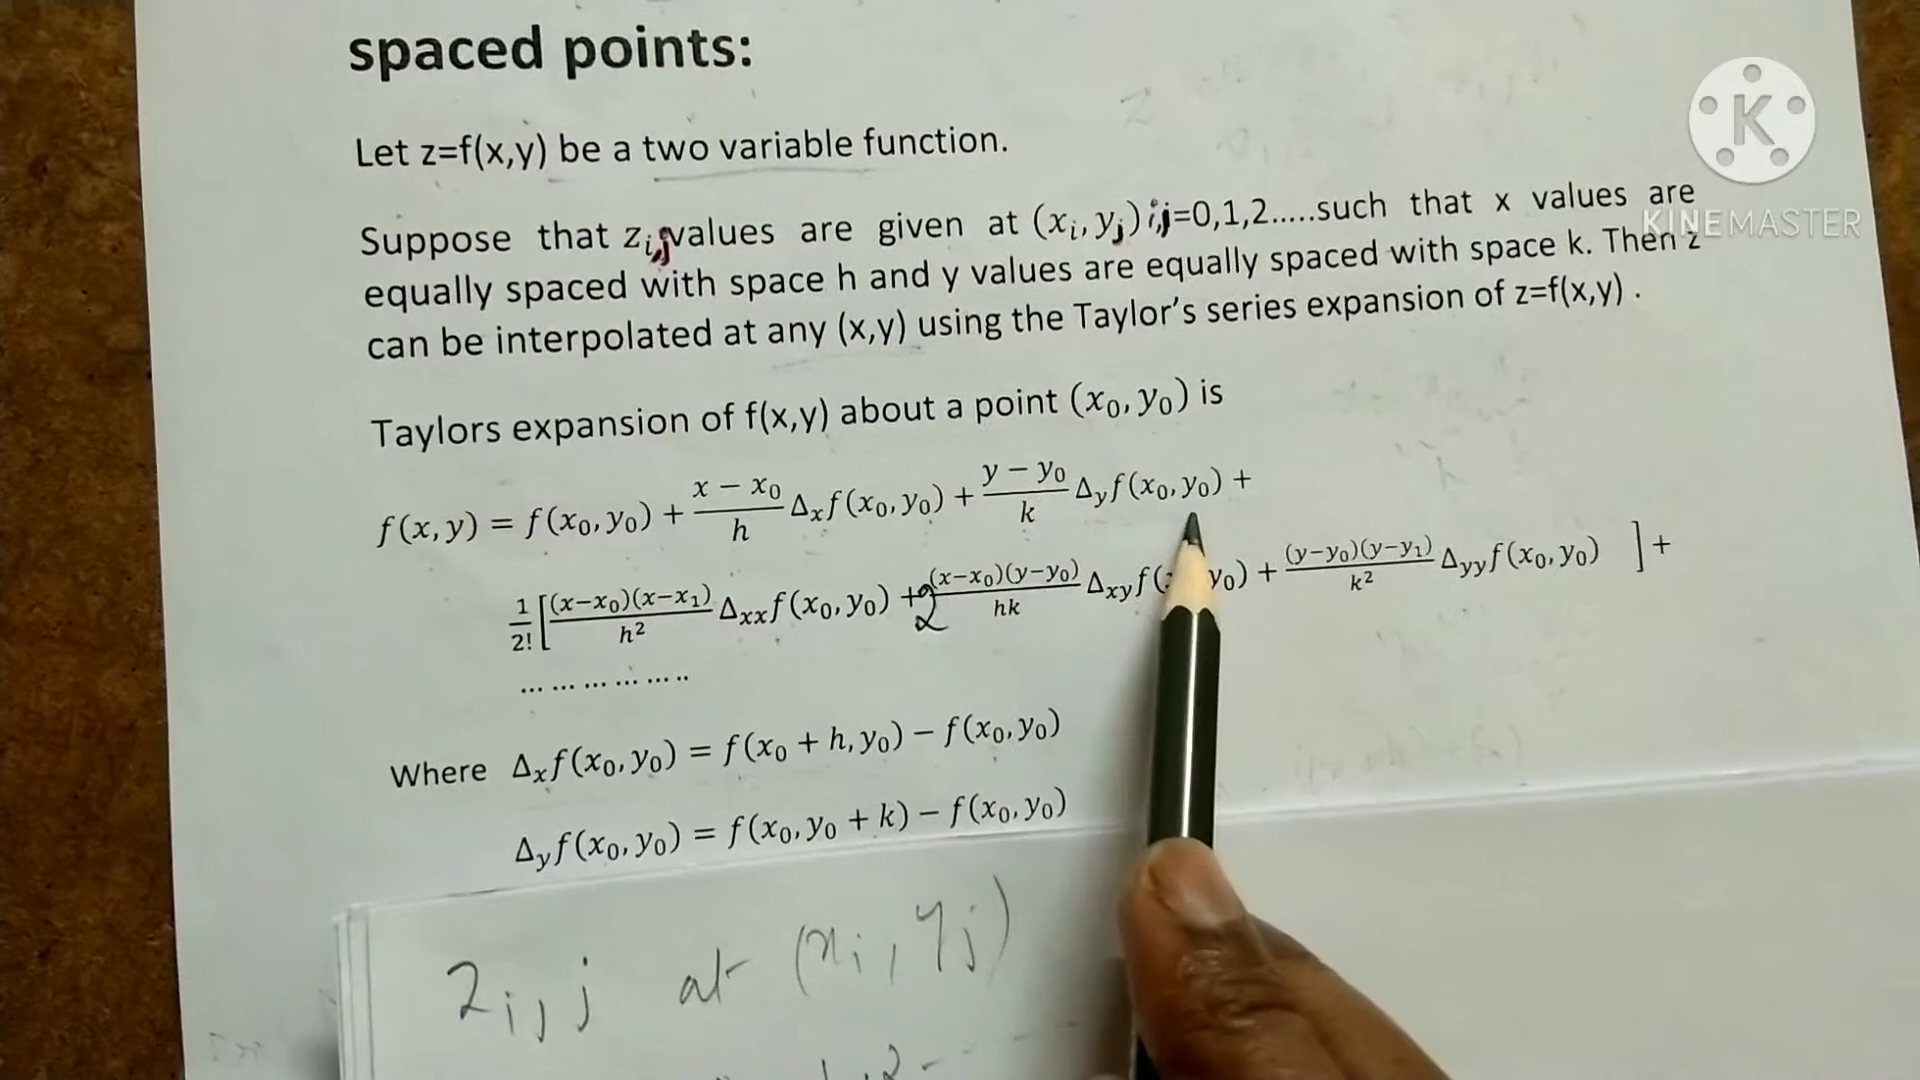 spaced points:
Let z=f(x,y) be a two variable function.
Suppose that zᵢ,ⱼ values are given at (xᵢ, yⱼ) i,j=0,1,2.....such that x values are
equally spaced with space h and y values are equally spaced with space k. Then z
can be interpolated at any (x,y) using the Taylor's series expansion of z=f(x,y) .
Taylors expansion of f(x,y) about a point (x₀, y₀) is
f(x, y) = f(x₀, y₀) + (x − x₀)/h Δₓf(x₀, y₀) + (y − y₀)/k Δ_y f(x₀, y₀) +
1/2! [(x−x₀)(x−x₁)/h² Δₓₓf(x₀, y₀) + 2 (x−x₀)(y−y₀)/hk Δ_xy f( y₀) + (y−y₀)(y−y₁)/k² Δ_yy f(x₀, y₀) ] +
... ... ... ... ... ..
Where Δₓf(x₀, y₀) = f(x₀ + h, y₀) − f(x₀, y₀)
Δ_y f(x₀, y₀) = f(x₀, y₀ + k) − f(x₀, y₀)
zᵢ,ⱼ at (xᵢ, yⱼ)
K
KINEMASTER